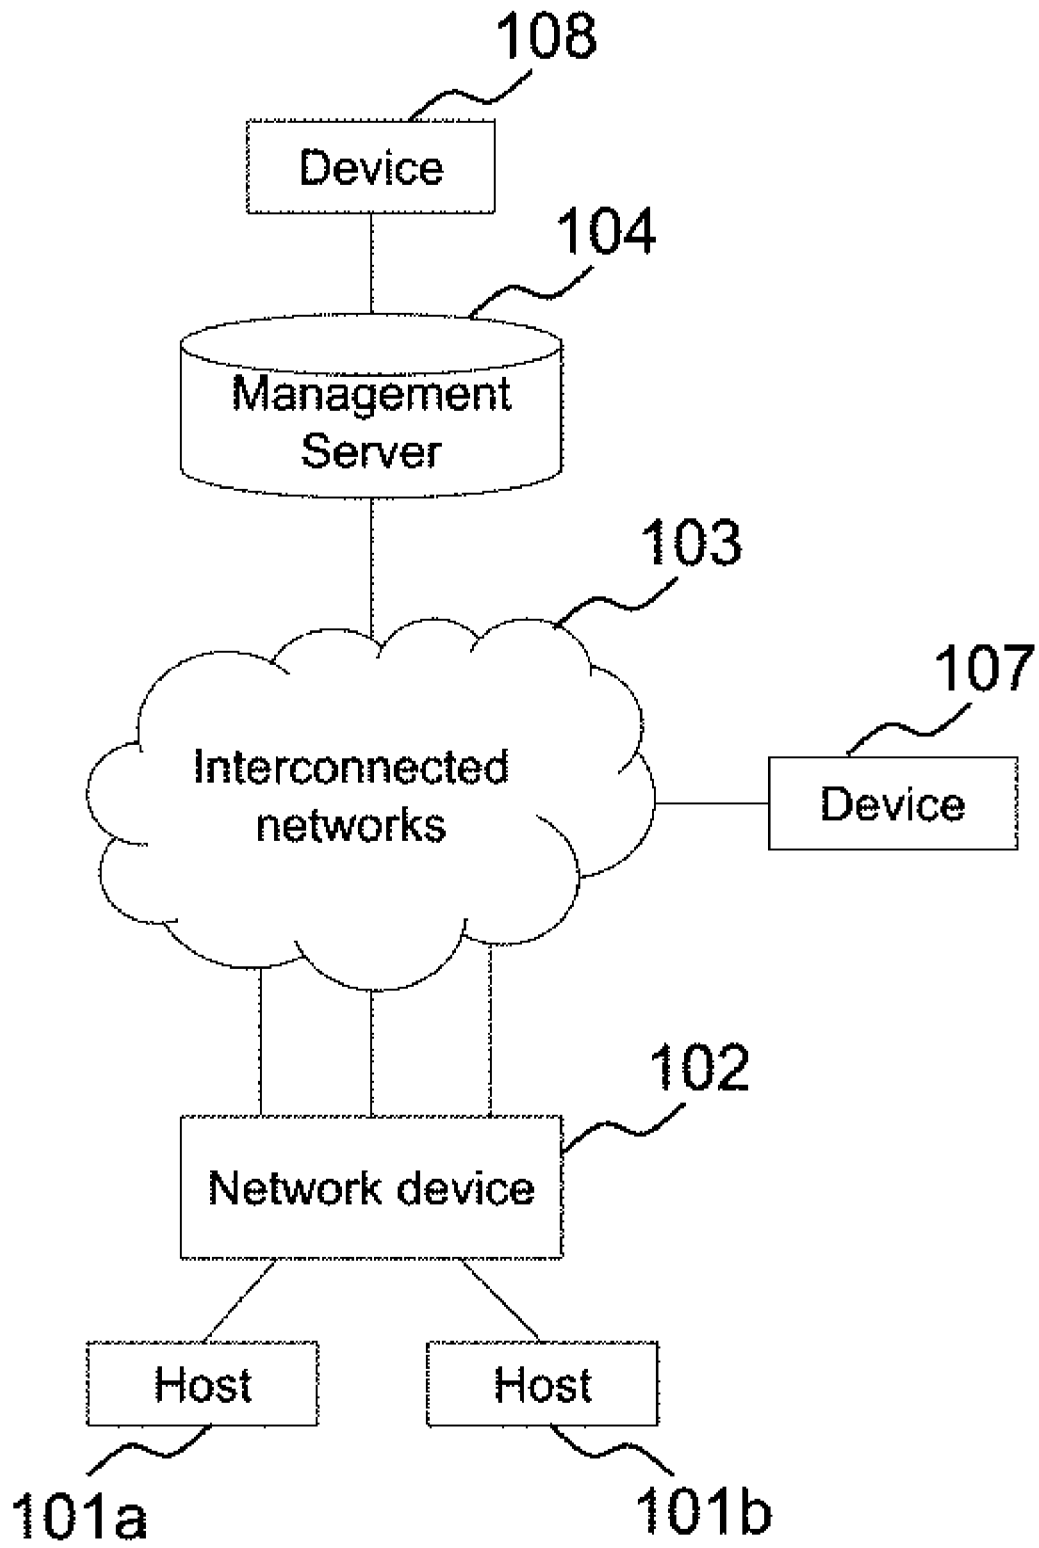 108
Device
104
Management
Server
103
107
Interconnected
networks
Device
102
Network device
Host
Host
101a
101b